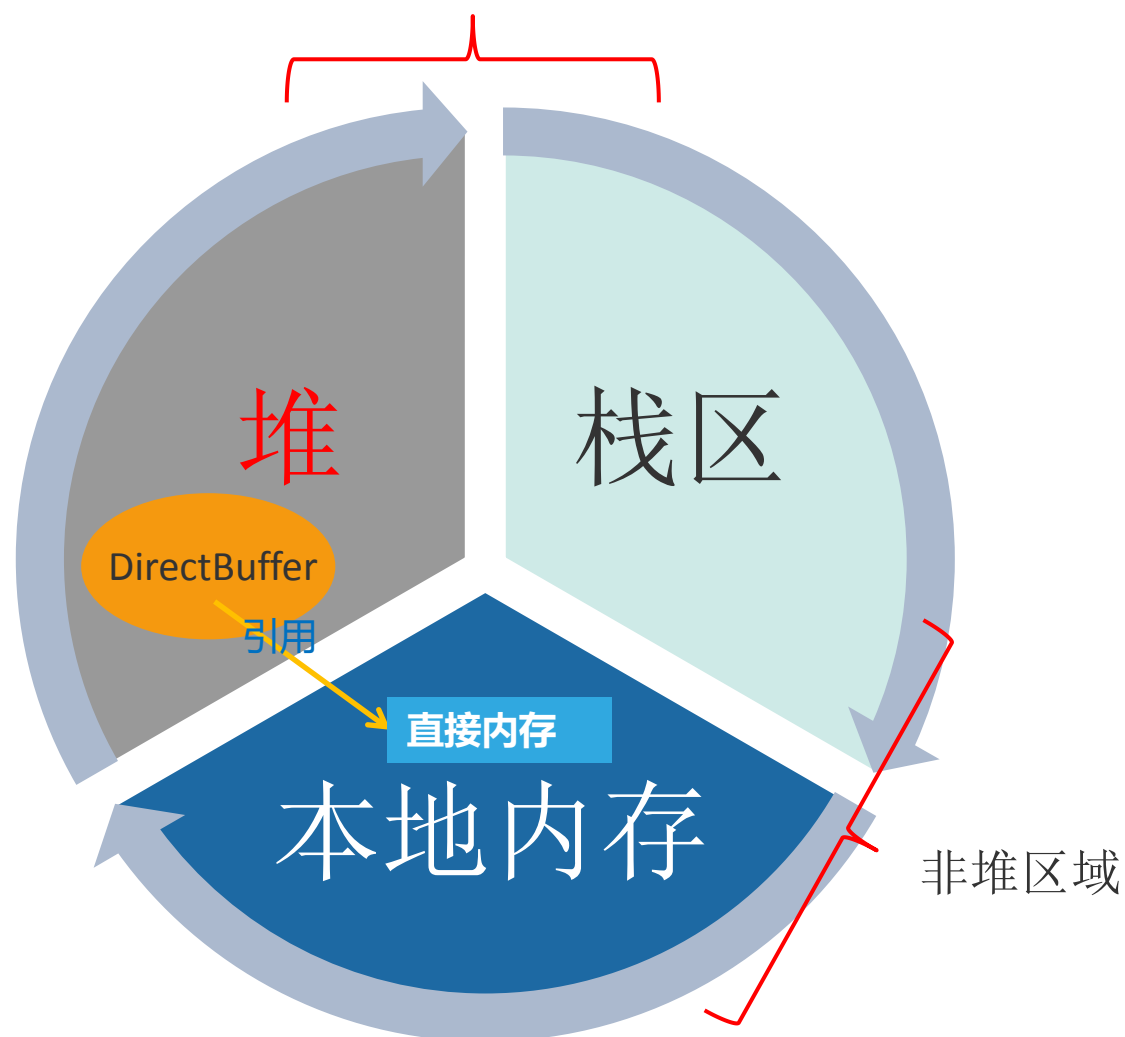 堆
栈区
DirectBuffer
引用
直接内存
本地内存
非堆区域